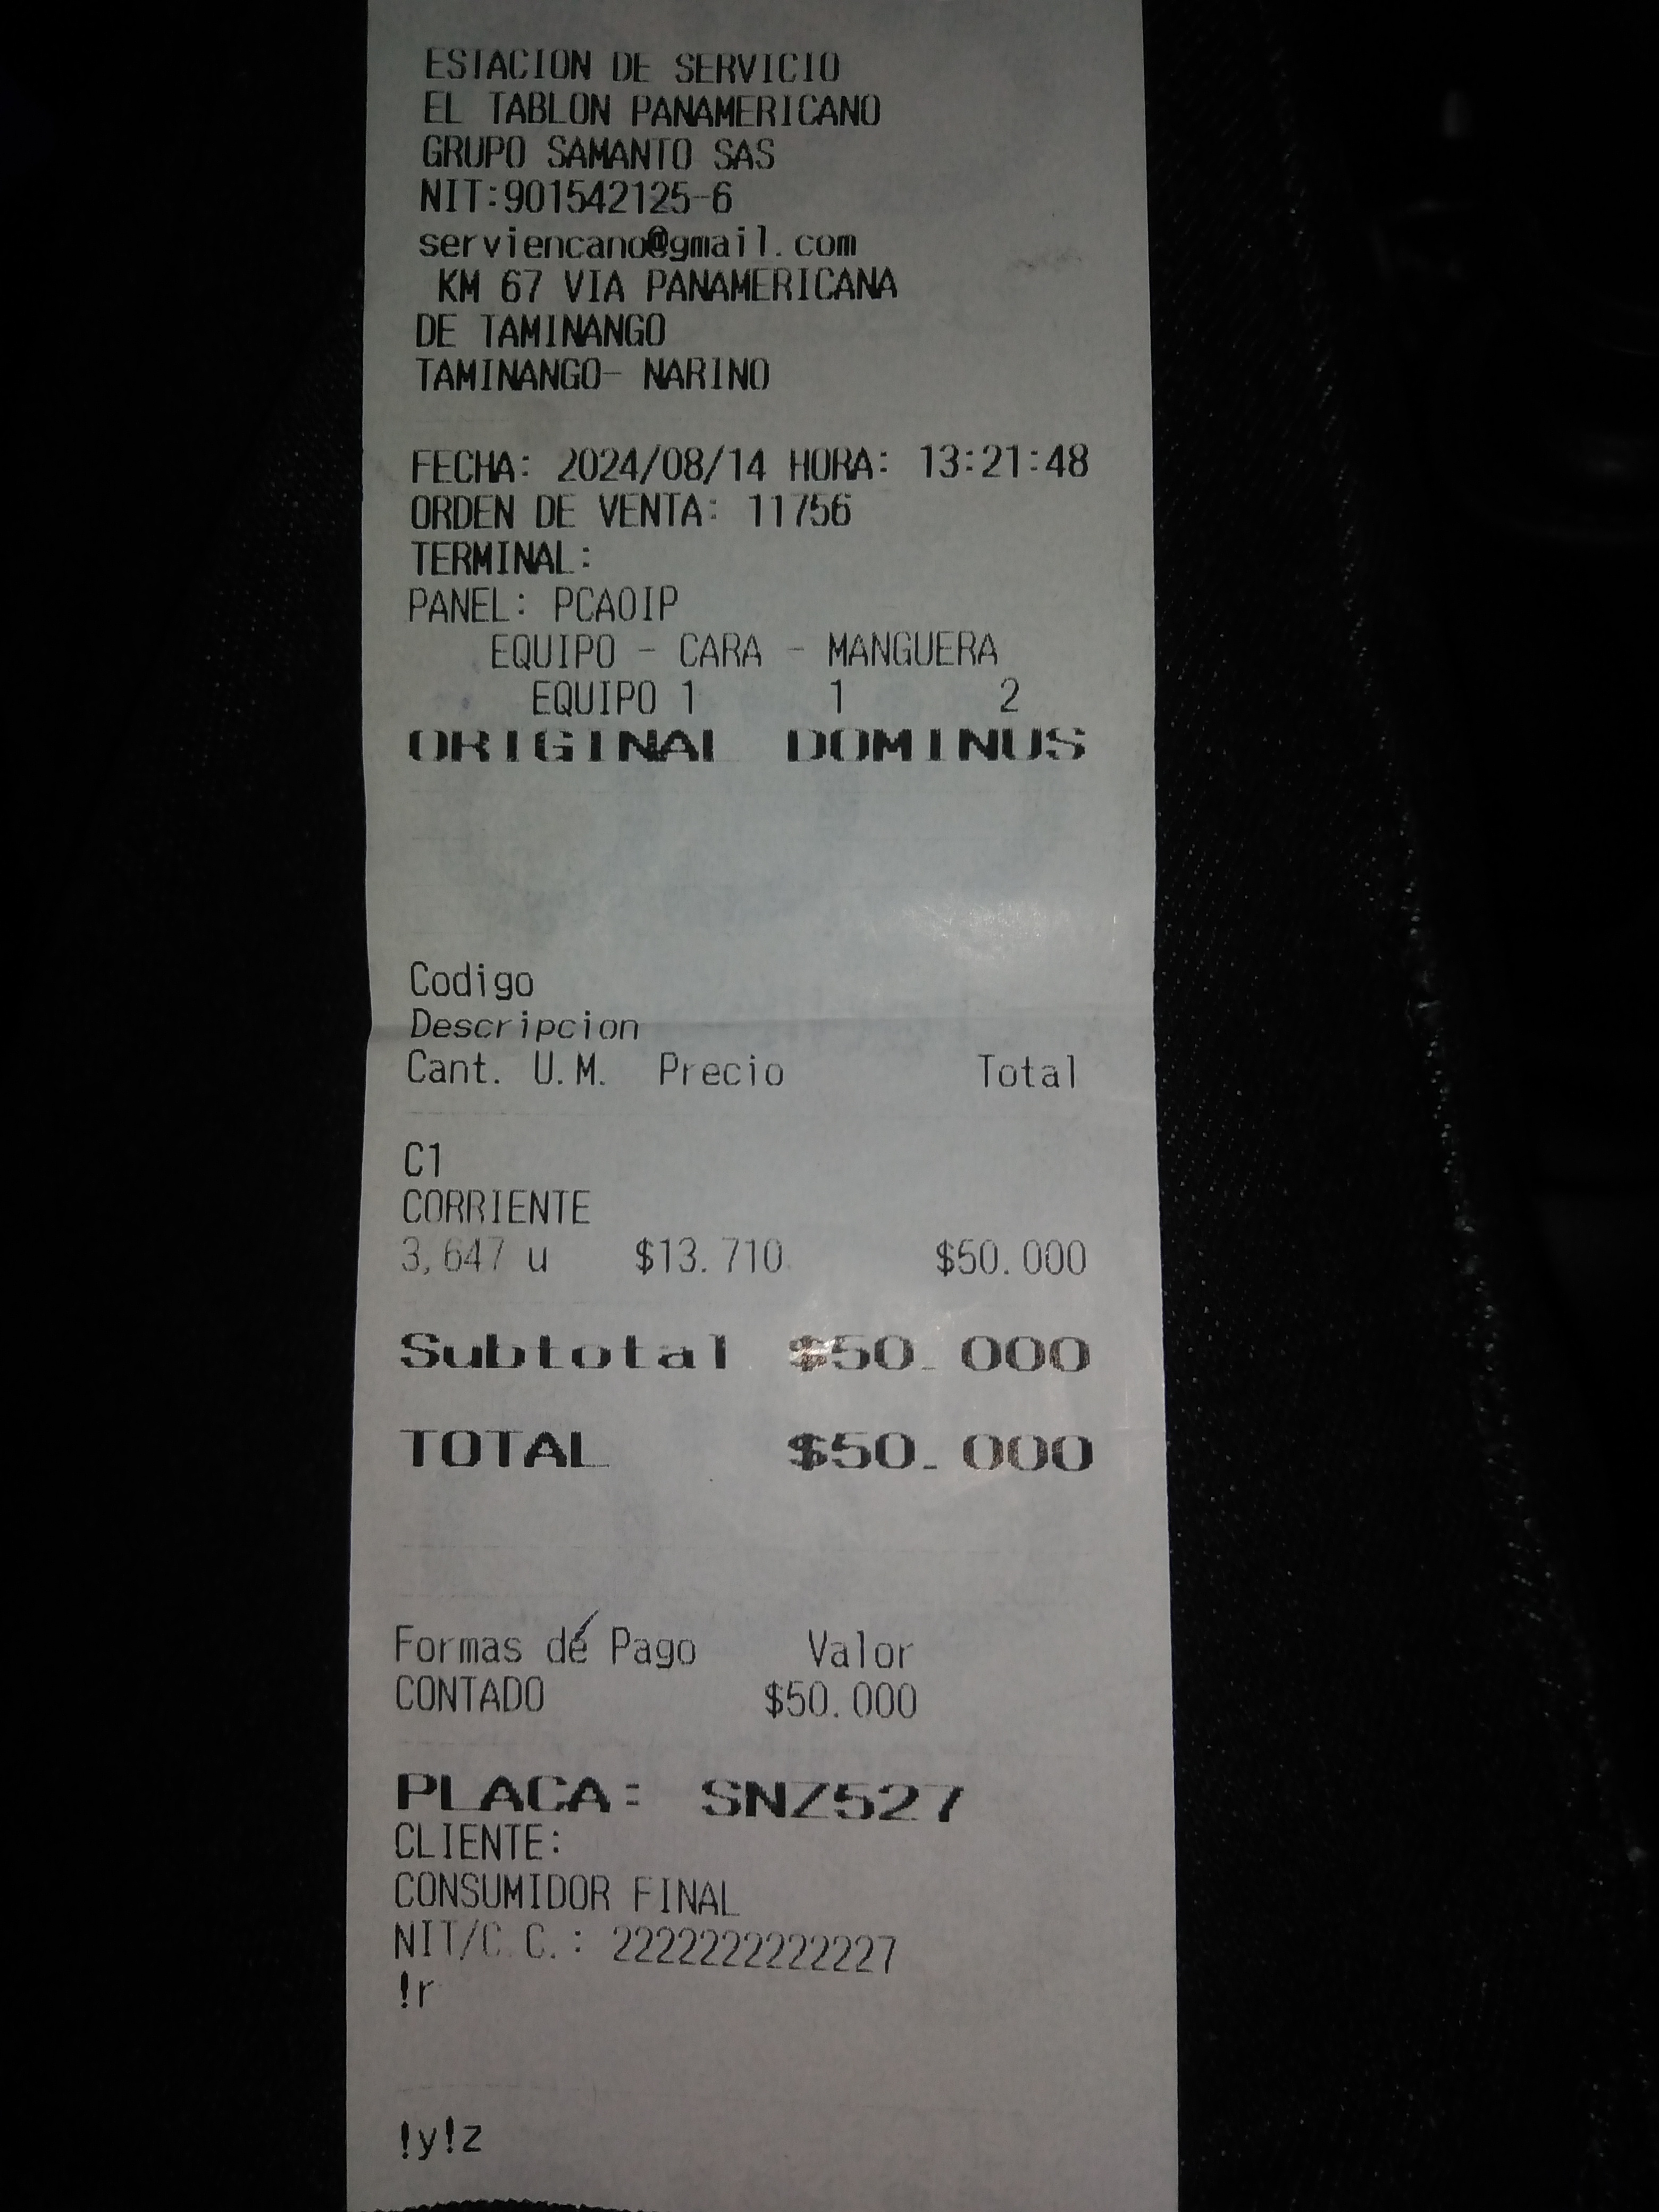 ESTACION DE SERVICIO
EL TABLON PANAMERICANO
GRUPO SAMANTO SAS
NIT:901542125-6
serviencano@gmail.com
KM 67 VIA PANAMERICANA
DE TAMINANGO
TAMINANGO- NARINO
FECHA: 2024/08/14 HORA: 13:21:48
ORDEN DE VENTA: 11756
TERMINAL:
PANEL: PCAOIP
EQUIPO - CARA - MANGUERA
EQUIPO 1 1 2
ORIGINAL DOMINUS
Codigo
Descripcion
Cant. U.M. Precio Total
C1
CORRIENTE
3,647 u $13.710 $50.000
Subtotal $50.000
TOTAL $50.000
Formas de Pago Valor
CONTADO $50.000
PLACA: SNZ527
CLIENTE:
CONSUMIDOR FINAL
NIT/C.C.: 2222222222227
!r
!y!z